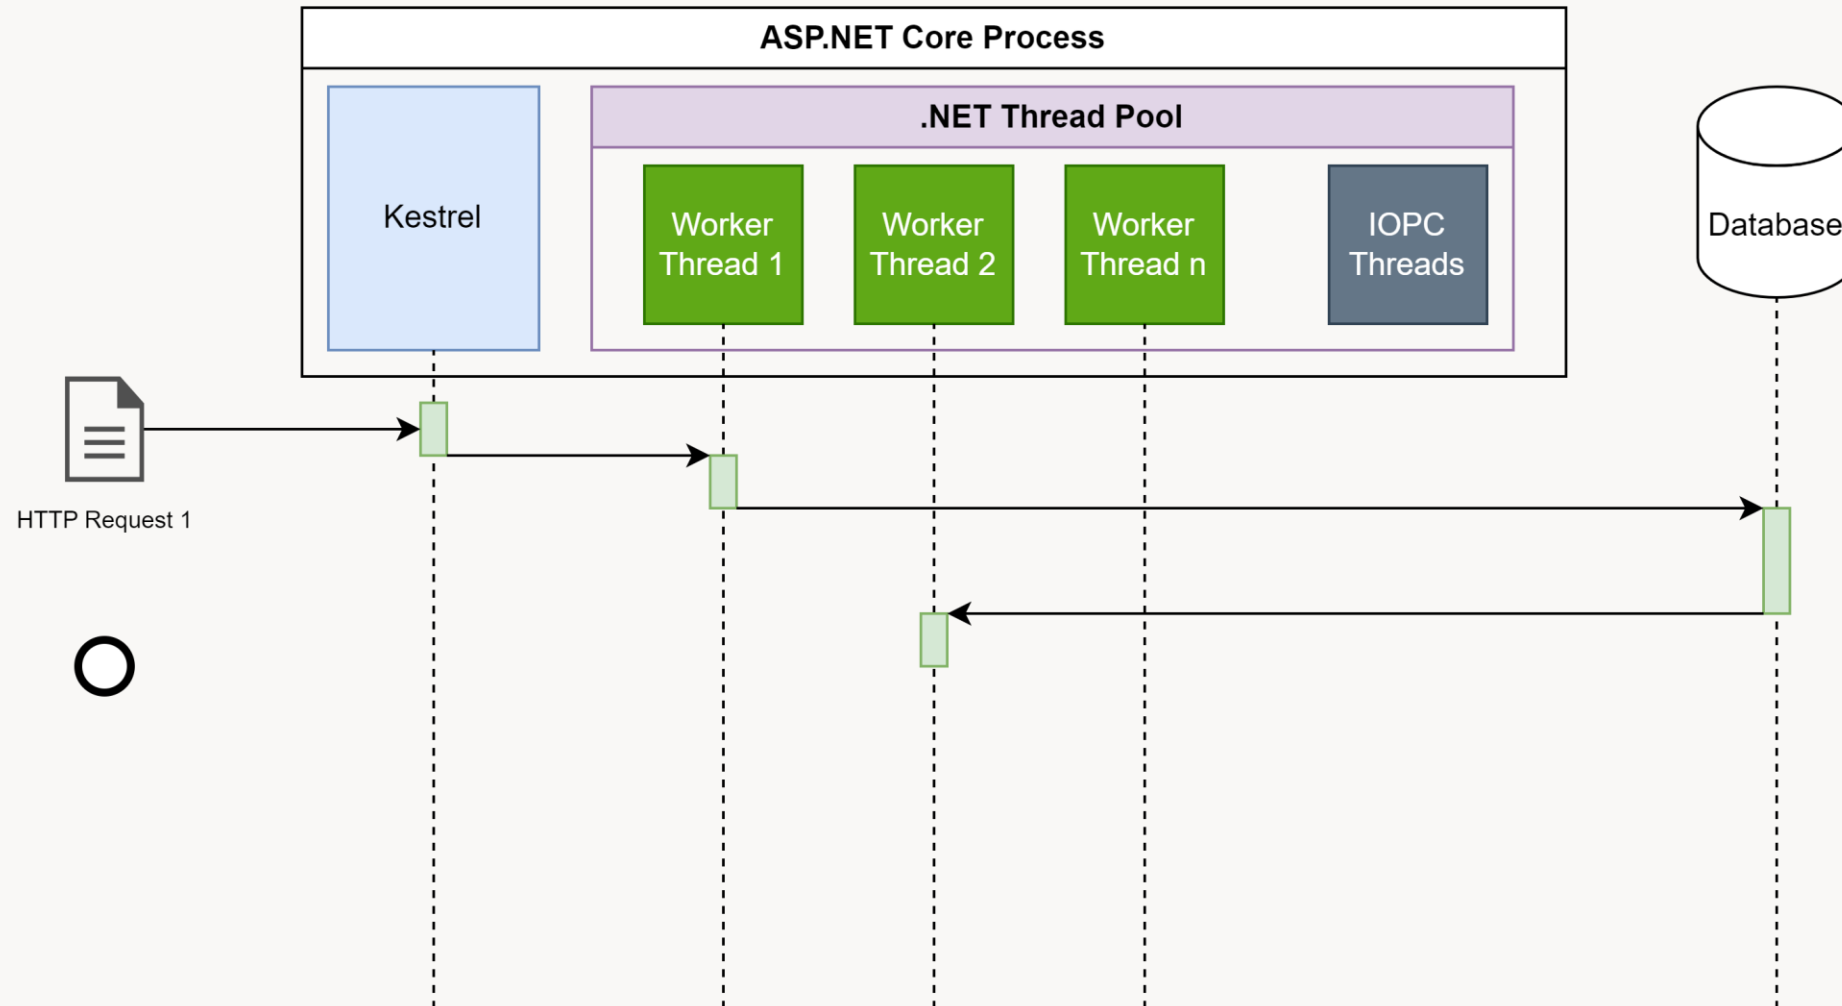 ASP.NET Core Process
.NET Thread Pool
Kestrel
Worker
Thread 1
Worker
Thread 2
Worker
Thread n
IOPC
Threads
Database
HTTP Request 1